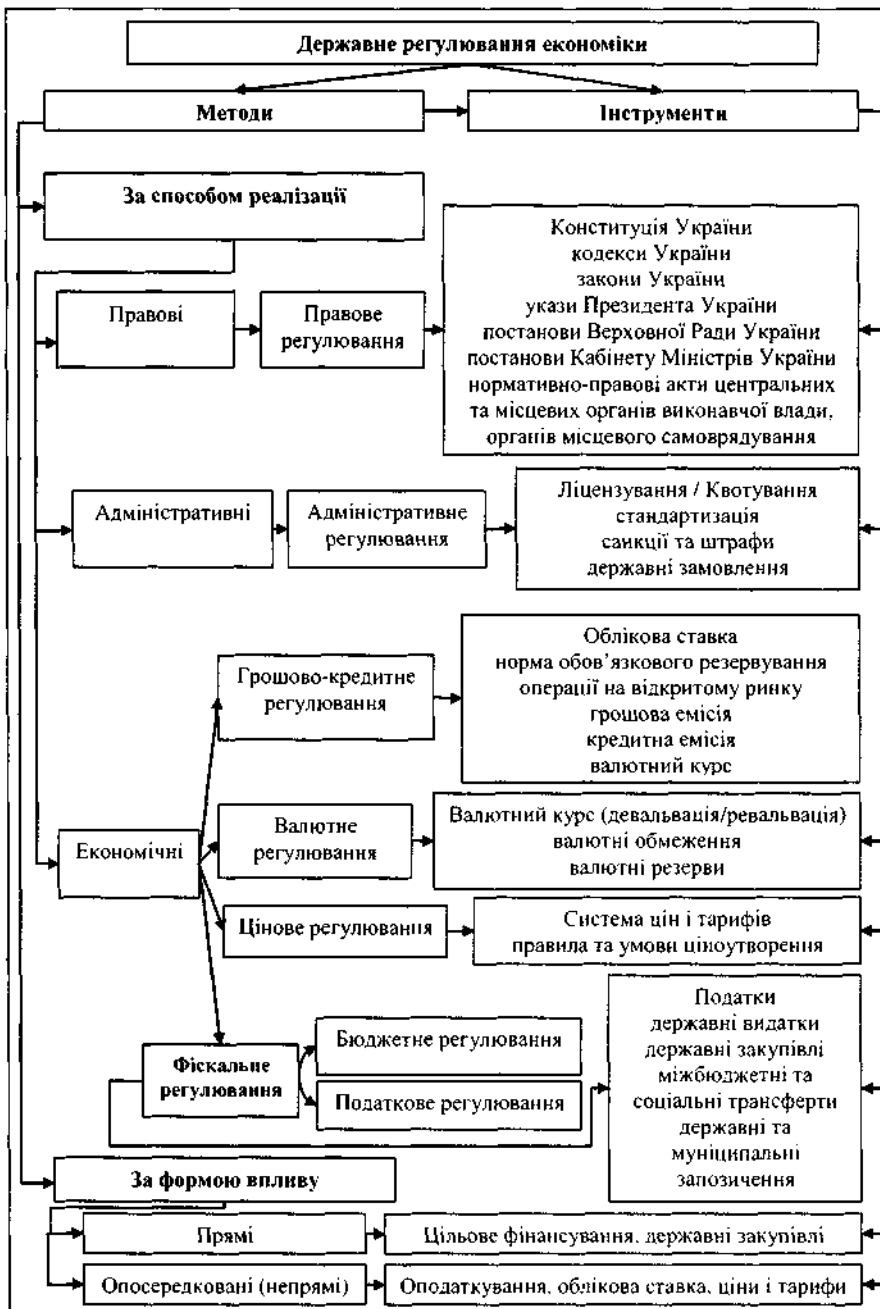 Державне регулювання економіки
Методи
Інструменти
За способом реалізації
Правові
Правове
регулювання
Конституція України
кодекси України
закони України
укази Президента України
постанови Верховної Ради України
постанови Кабінету Міністрів України
нормативно-правові акти центральних
та місцевих органів виконавчої влади,
органів місцевого самоврядування
Адміністративні
Адміністративне
регулювання
Ліцензування / Квотування
стандартизація
санкції та штрафи
державні замовлення
Економічні
Грошово-кредитне
регулювання
Облікова ставка
норма обов’язкового резервування
операції на відкритому ринку
грошова емісія
кредитна емісія
валютний курс
Валютне
регулювання
Валютний курс (девальвація/ревальвація)
валютні обмеження
валютні резерви
Цінове регулювання
Система цін і тарифів
правила та умови ціноутворення
Фіскальне
регулювання
Бюджетне регулювання
Податкове регулювання
Податки
державні видатки
державні закупівлі
міжбюджетні та
соціальні трансферти
державні та
муніципальні
запозичення
За формою впливу
Прямі
Цільове фінансування, державні закупівлі
Опосередковані (непрямі)
Оподаткування, облікова ставка, ціни і тарифи